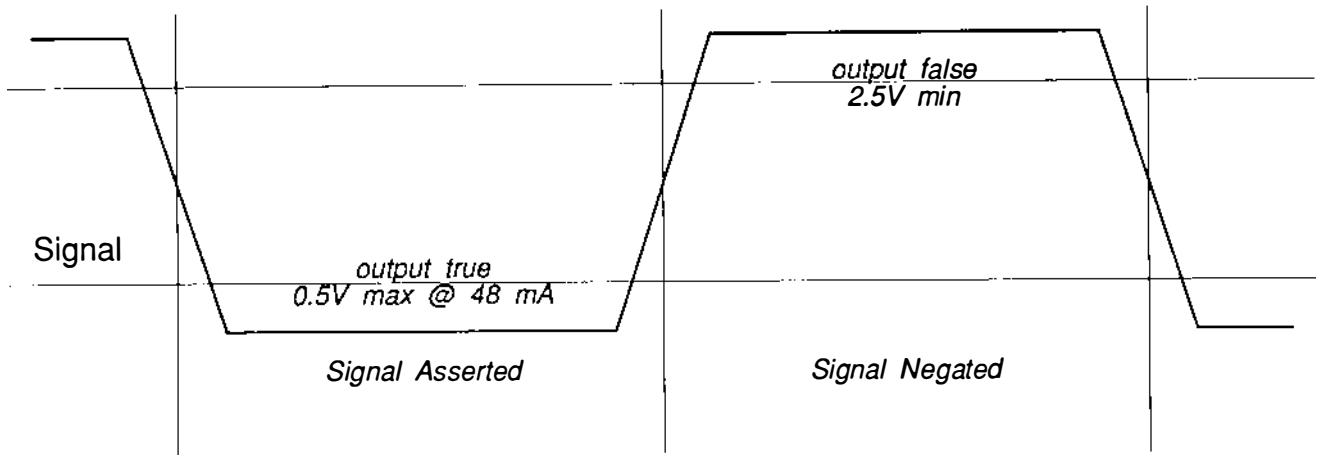 output false
2.5V min
Signal
output true
0.5V max @ 48 mA
Signal Asserted
Signal Negated